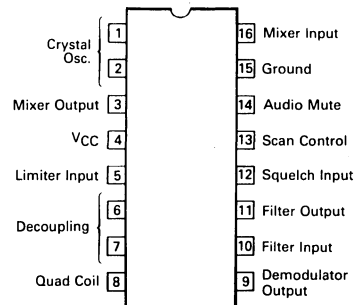 Crystal
Osc.
1
2
Mixer Output 3
VCC 4
Limiter Input 5
Decoupling
6
7
Quad Coil 8
16 Mixer Input
15 Ground
14 Audio Mute
13 Scan Control
12 Squelch Input
11 Filter Output
10 Filter Input
9 Demodulator
Output